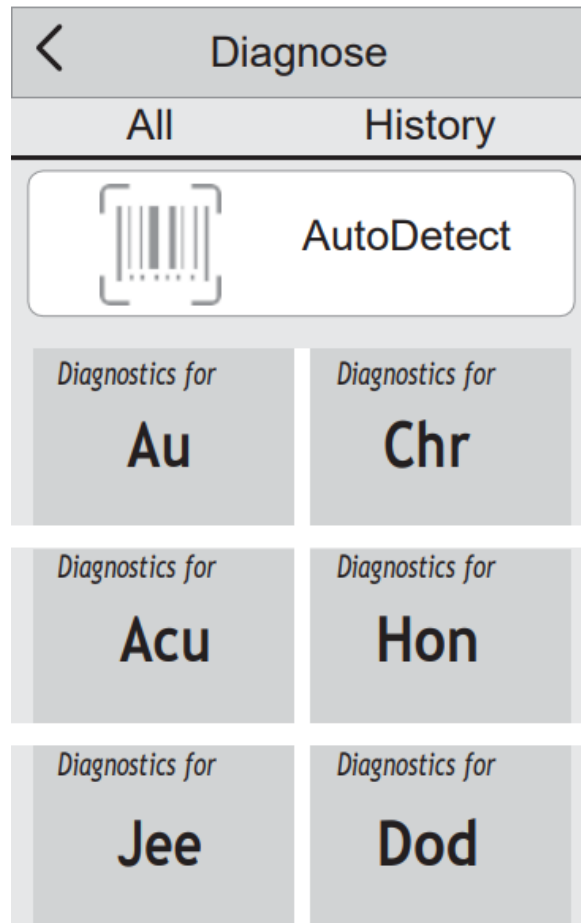 Diagnose
All History
AutoDetect
Diagnostics for Diagnostics for
Au Chr
Diagnostics for Diagnostics for
Acu Hon
Diagnostics for Diagnostics for
Jee Dod